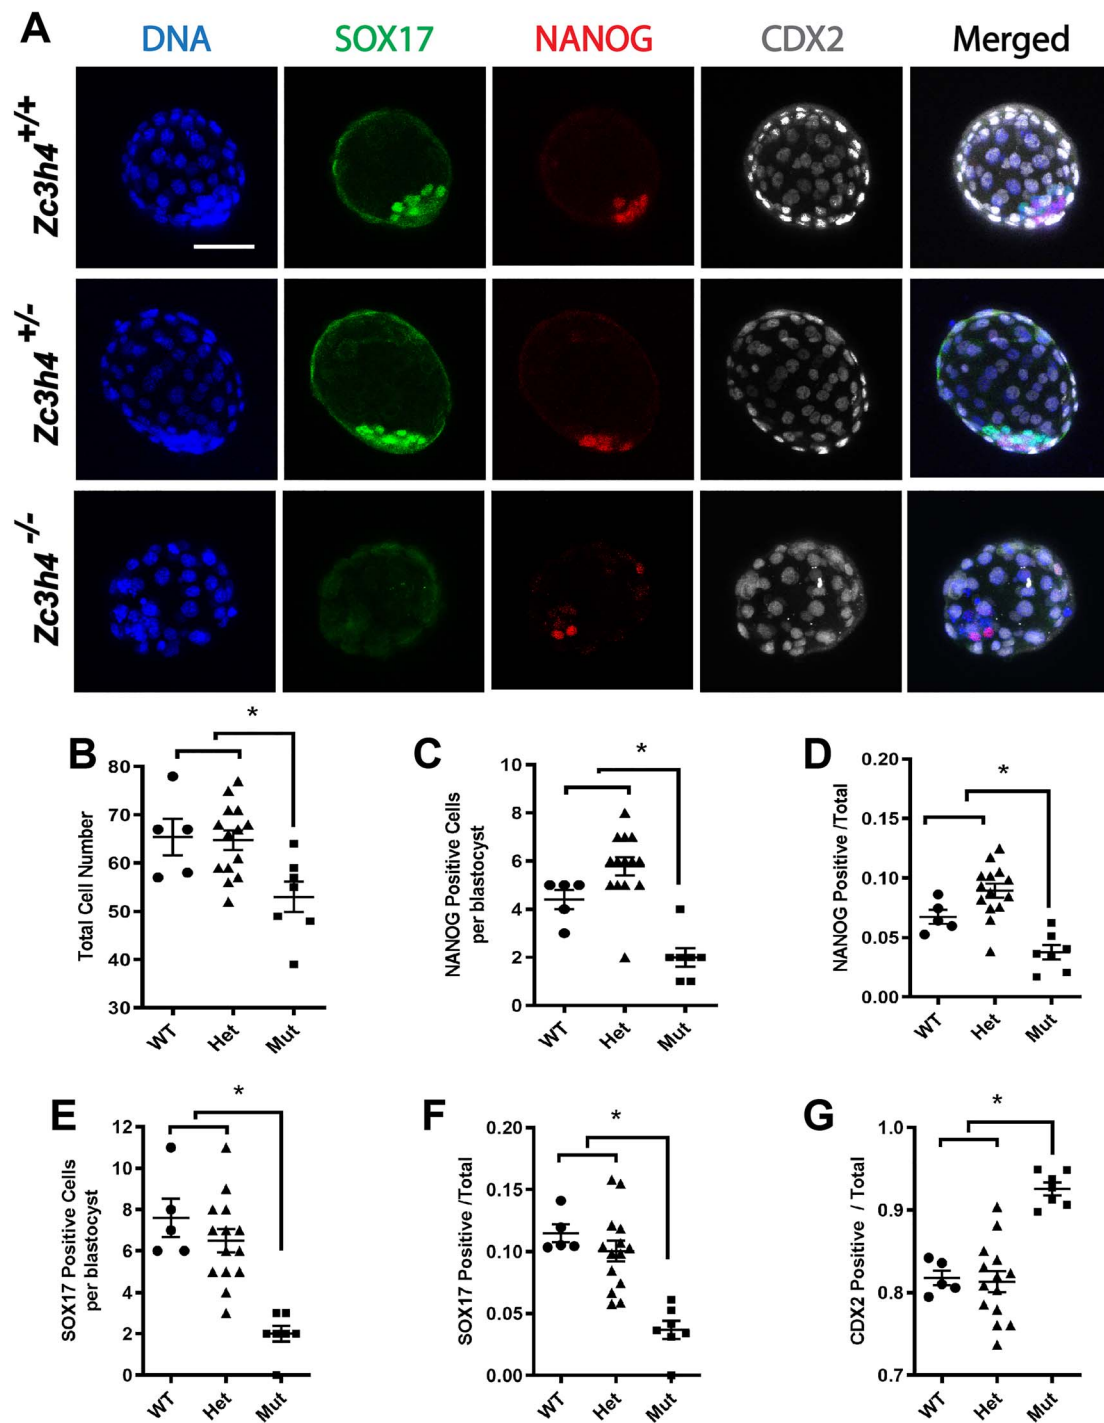 A
DNA SOX17 NANOG CDX2 Merged
Zc3h4+/+
Zc3h4+/-
Zc3h4-/-
B
*
Total Cell Number
80
70
60
50
40
30
WT Het Mut
C
*
NANOG Positive Cells
per blastocyst
10
8
6
4
2
0
WT Het Mut
D
*
NANOG Positive /Total
0.20
0.15
0.10
0.05
0.00
WT Het Mut
E
*
SOX17 Positive Cells
per blastocyst
12
10
8
6
4
2
0
WT Het Mut
F
*
SOX17 Positive /Total
0.20
0.15
0.10
0.05
0.00
WT Het Mut
G
*
CDX2 Positive / Total
1.0
0.9
0.8
0.7
WT Het Mut